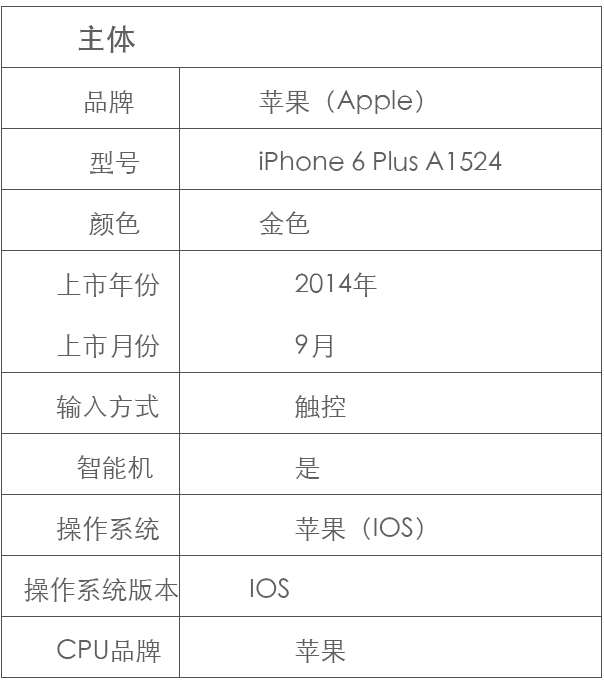 主体
品牌 苹果（Apple）
型号 iPhone 6 Plus A1524
颜色 金色
上市年份 2014年
上市月份 9月
输入方式 触控
智能机 是
操作系统 苹果（IOS）
操作系统版本 IOS
CPU品牌 苹果